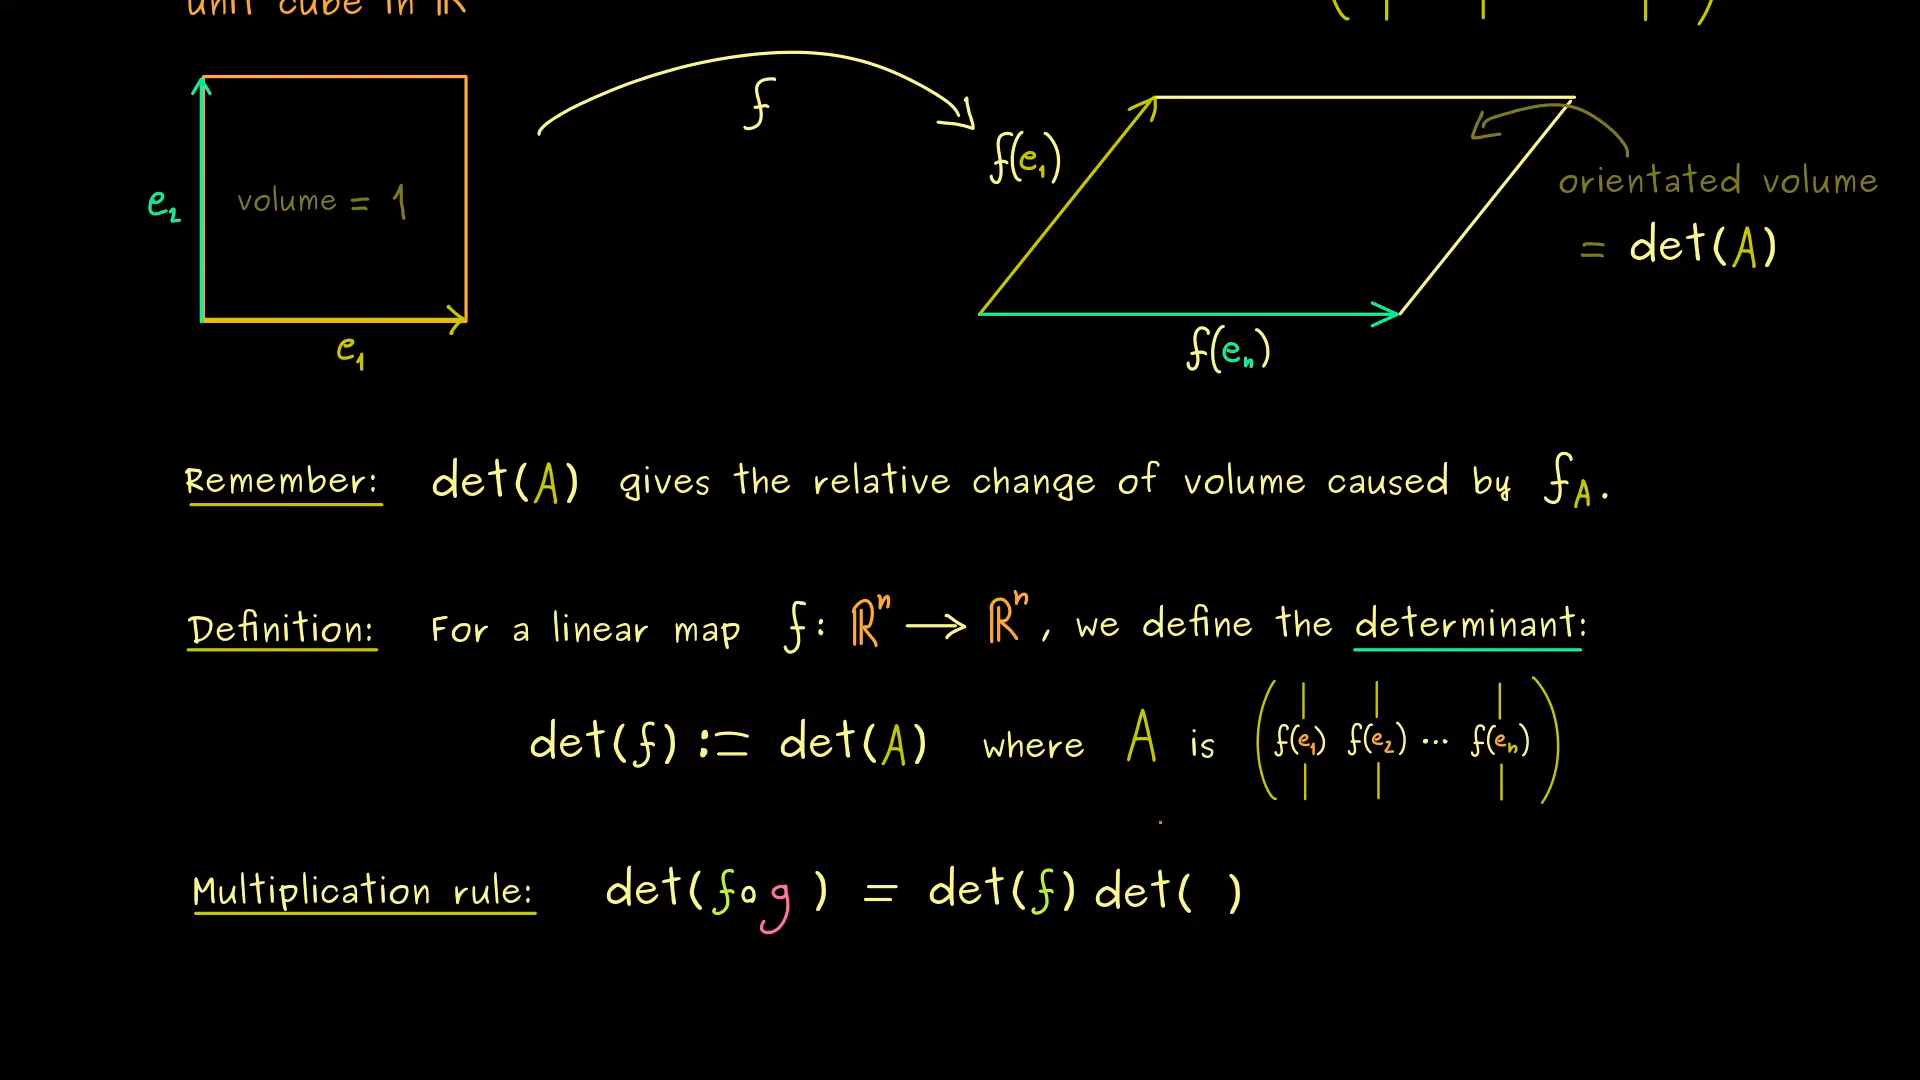 unit cube in ℝ
f
f(e₁)
orientated volume
= det(A)
e₂
volume = 1
e₁
f(eₙ)
Remember: det(A) gives the relative change of volume caused by f_A.
Definition: For a linear map f: ℝⁿ → ℝⁿ, we define the determinant:
det(f) := det(A) where A is ( f(e₁) f(e₂) ... f(eₙ) )
Multiplication rule: det(f∘g) = det(f) det( )